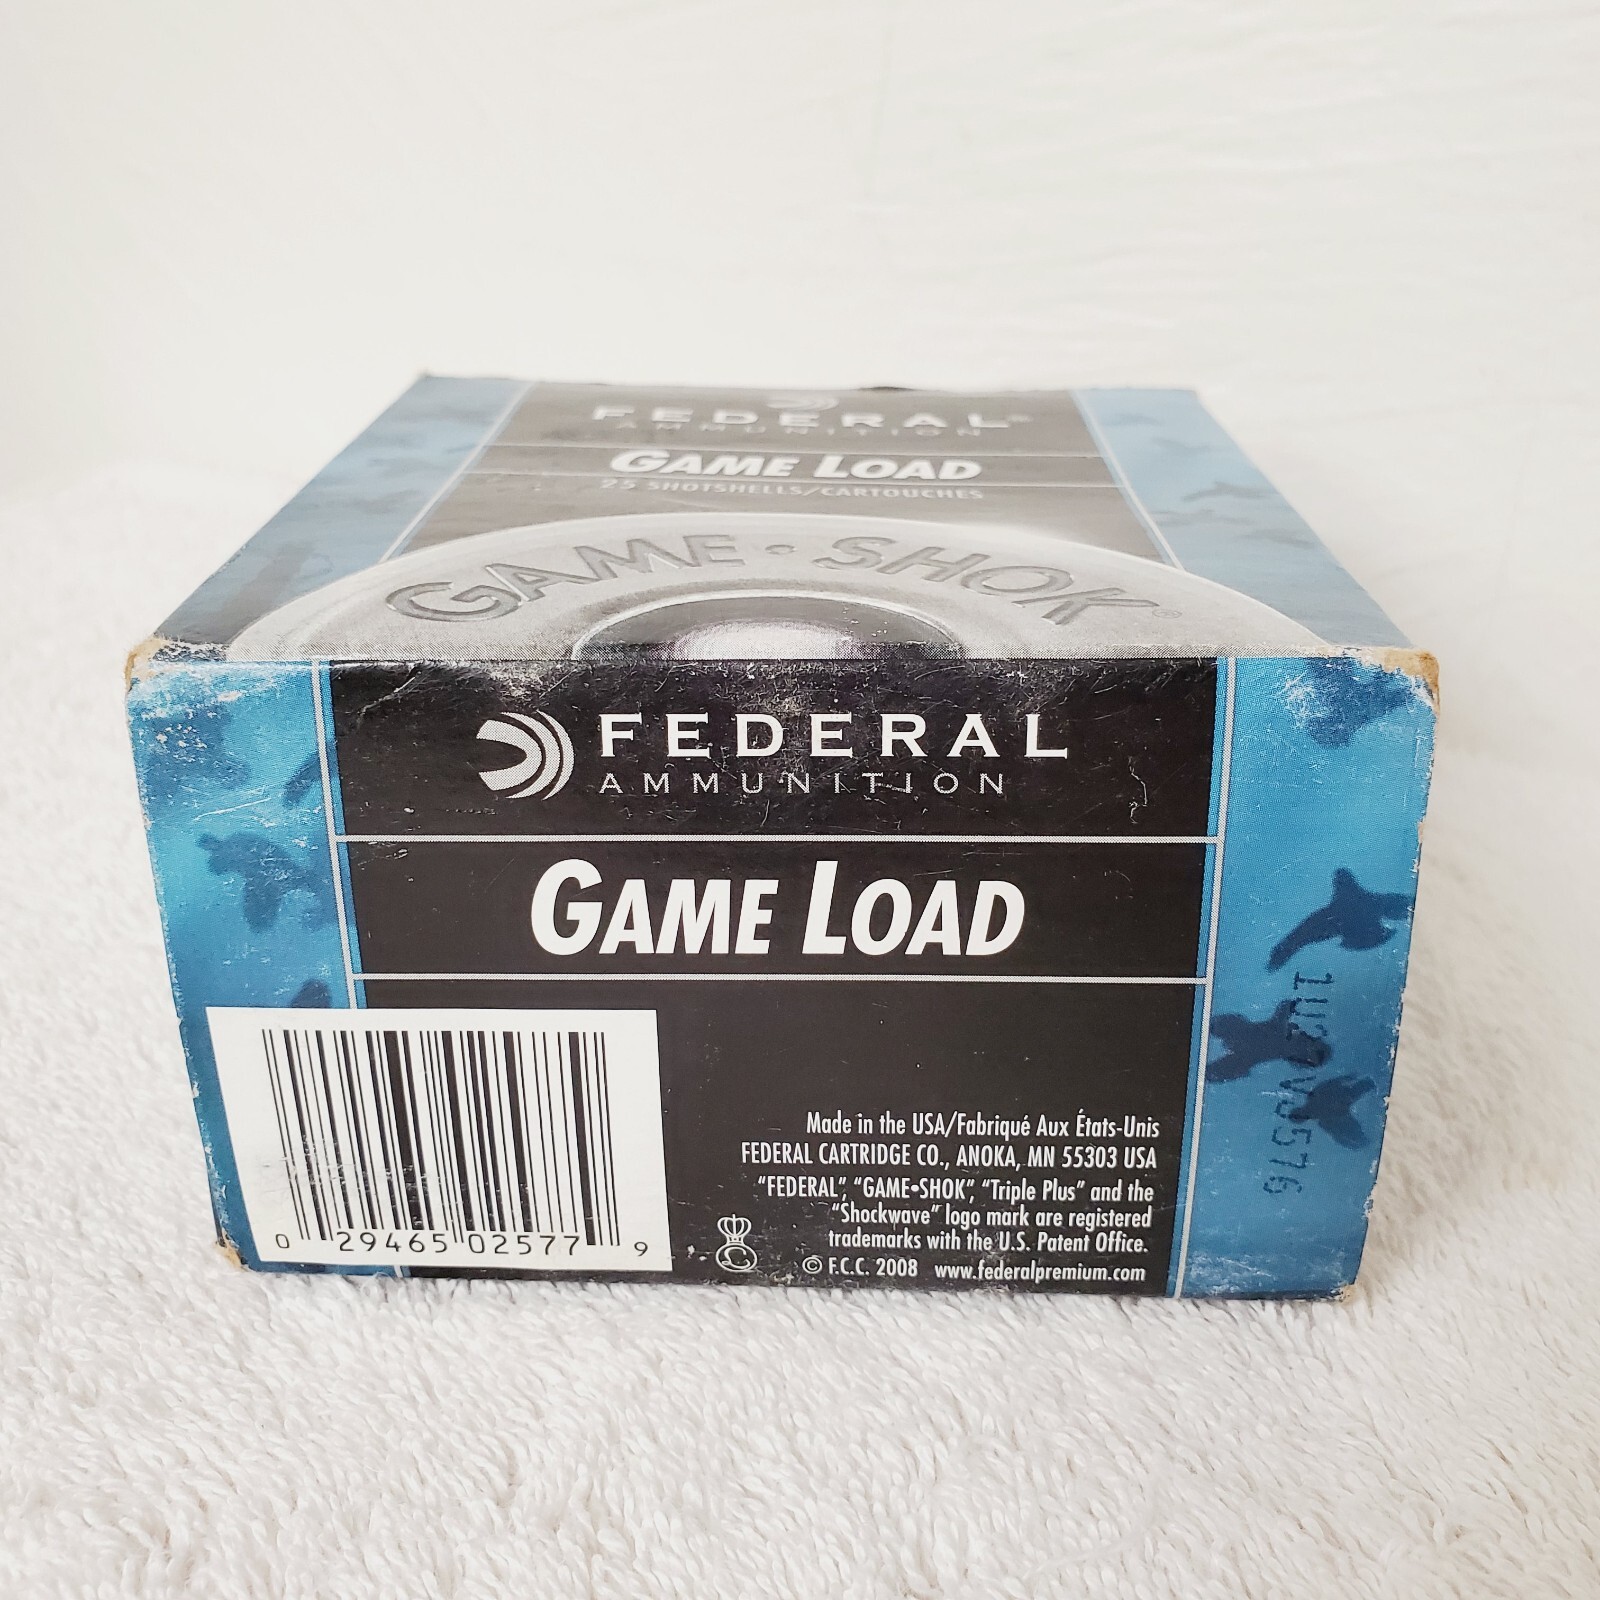 FEDERAL®
AMMUNITION
GAME LOAD
25 SHOTSHELLS/CARTOUCHES
GAME • SHOK®
FEDERAL
AMMUNITION
GAME LOAD
Made in the USA/Fabriqué Aux États-Unis
FEDERAL CARTRIDGE CO., ANOKA, MN 55303 USA
"FEDERAL", "GAME•SHOK", "Triple Plus" and the
"Shockwave" logo mark are registered
trademarks with the U.S. Patent Office.
© F.C.C. 2008 www.federalpremium.com
0 29465 02577 9